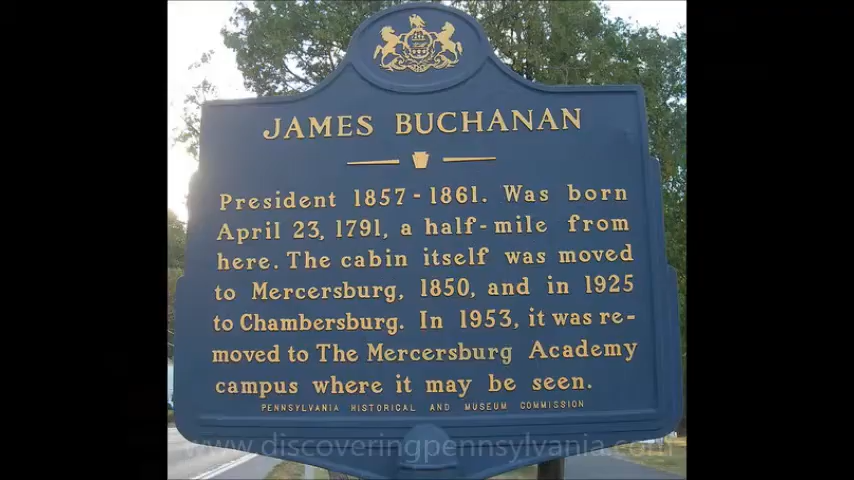 JAMES BUCHANAN
President 1857-1861. Was born
April 23, 1791, a half-mile from
here. The cabin itself was moved
to Mercersburg, 1850, and in 1925
to Chambersburg. In 1953, it was re-
moved to The Mercersburg Academy
campus where it may be seen.
PENNSYLVANIA HISTORICAL AND MUSEUM COMMISSION
www.discoveringpennsylvania.com